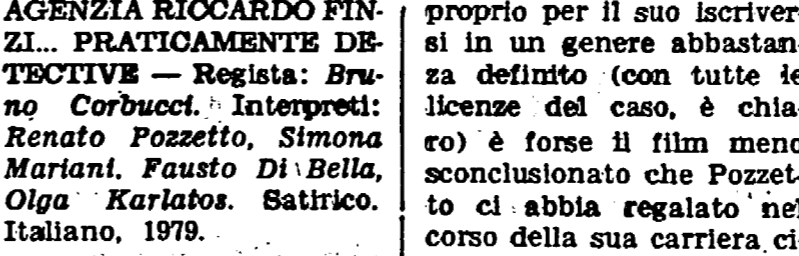 AGENZIA RICCARDO FIN-
ZI... PRATICAMENTE DE-
TECTIVE — Regista: Bru-
no Corbucci. Interpreti:
Renato Pozzetto, Simona
Mariani, Fausto Di Bella,
Olga Karlatos. Satirico.
Italiano, 1979.
proprio per il suo iscriver
si in un genere abbastan
za definito (con tutte le
licenze del caso, è chia
ro) è forse il film meno
sconclusionato che Pozzet-
to ci abbia regalato nel
corso della sua carriera ci-